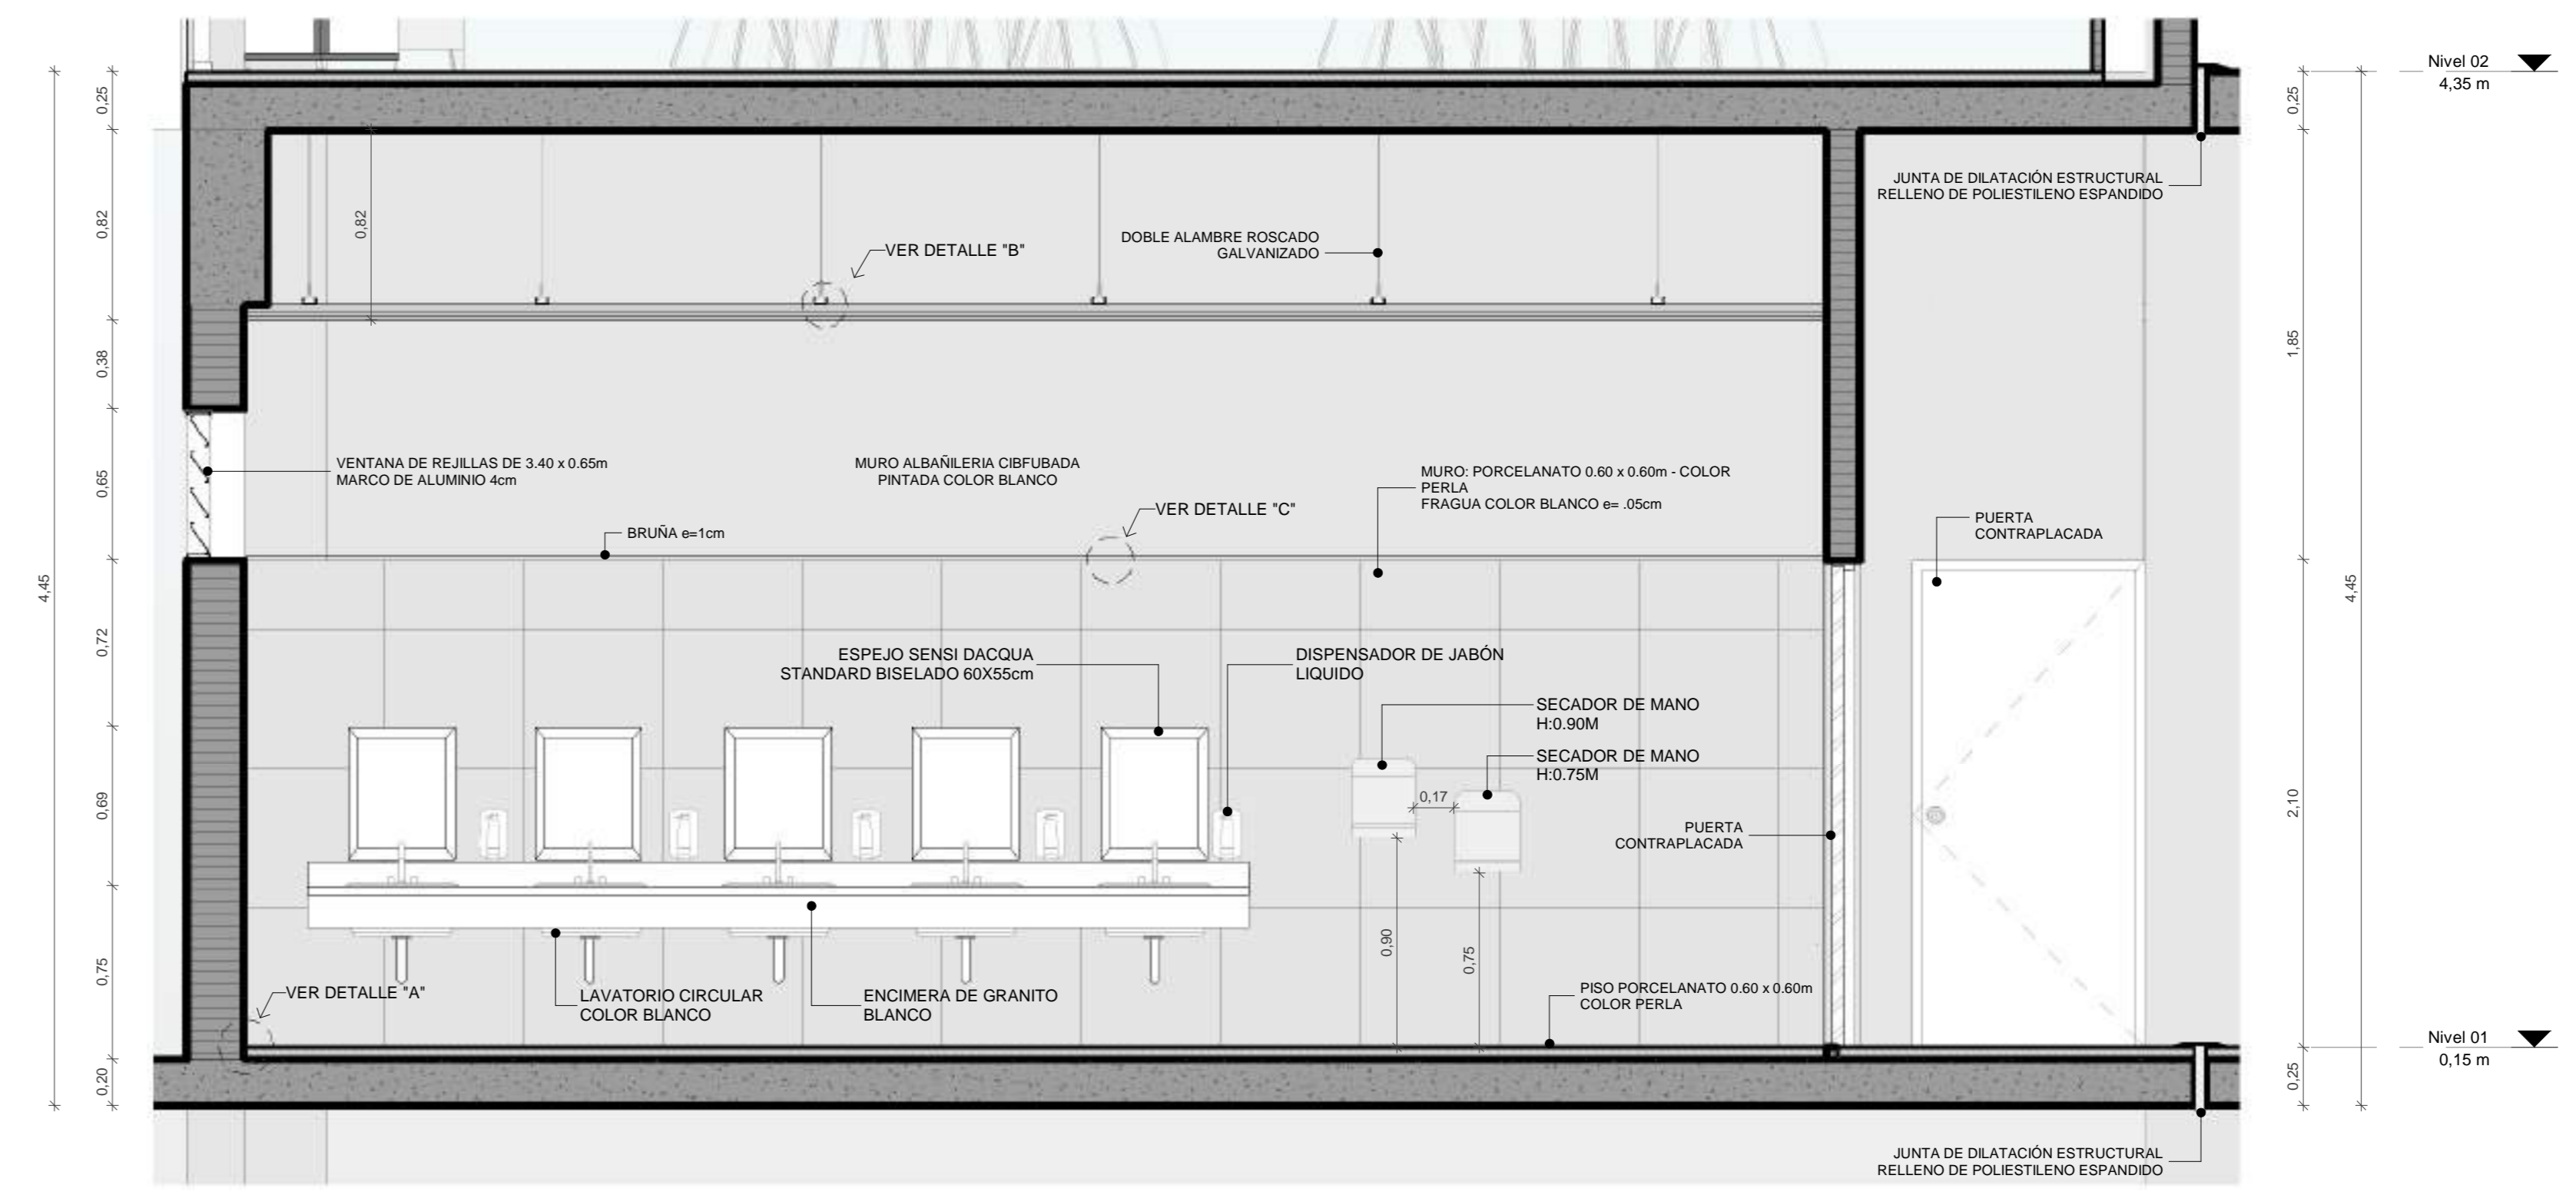 Nivel 02
4,35 m
0,25
0,25
JUNTA DE DILATACIÓN ESTRUCTURAL
RELLENO DE POLIESTILENO ESPANDIDO
0,82
0,82
VER DETALLE "B"
DOBLE ALAMBRE ROSCADO
GALVANIZADO
0,38
1,85
VENTANA DE REJILLAS DE 3.40 x 0.65m
MARCO DE ALUMINIO 4cm
MURO ALBAÑILERIA CIBFUBADA
PINTADA COLOR BLANCO
MURO: PORCELANATO 0.60 x 0.60m - COLOR
PERLA
FRAGUA COLOR BLANCO e= .05cm
0,65
VER DETALLE "C"
BRUÑA e=1cm
PUERTA
CONTRAPLACADA
4,45
4,45
0,72
ESPEJO SENSI DACQUA
STANDARD BISELADO 60X55cm
DISPENSADOR DE JABÓN
LIQUIDO
SECADOR DE MANO
H:0.90M
SECADOR DE MANO
H:0.75M
0,17
0,69
2,10
PUERTA
CONTRAPLACADA
0,90
0,75
0,75
VER DETALLE "A"
LAVATORIO CIRCULAR
COLOR BLANCO
ENCIMERA DE GRANITO
BLANCO
PISO PORCELANATO 0.60 x 0.60m
COLOR PERLA
Nivel 01
0,15 m
0,20
0,25
JUNTA DE DILATACIÓN ESTRUCTURAL
RELLENO DE POLIESTILENO ESPANDIDO